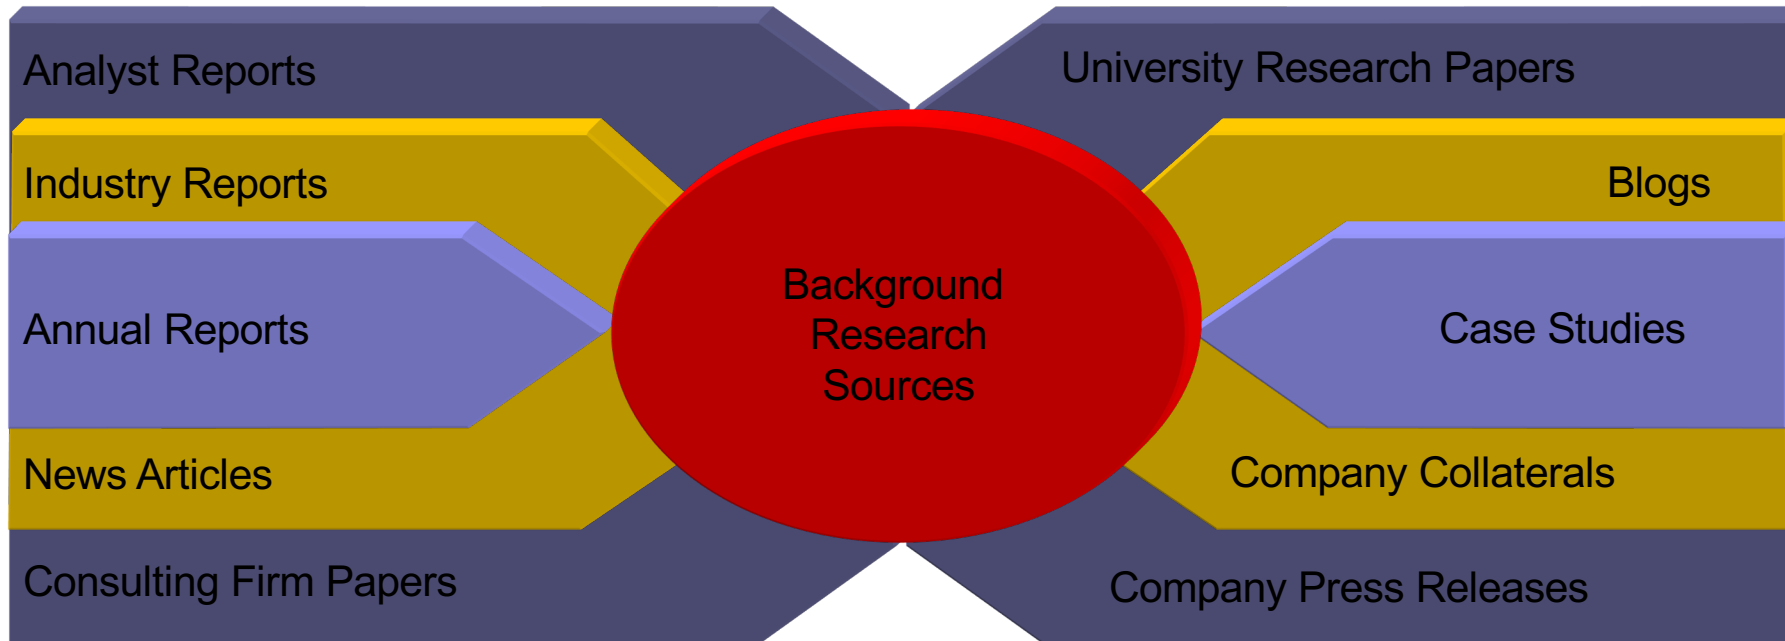 Analyst Reports
Industry Reports
Annual Reports
News Articles
Consulting Firm Papers
Background
Research
Sources
University Research Papers
Blogs
Case Studies
Company Collaterals
Company Press Releases